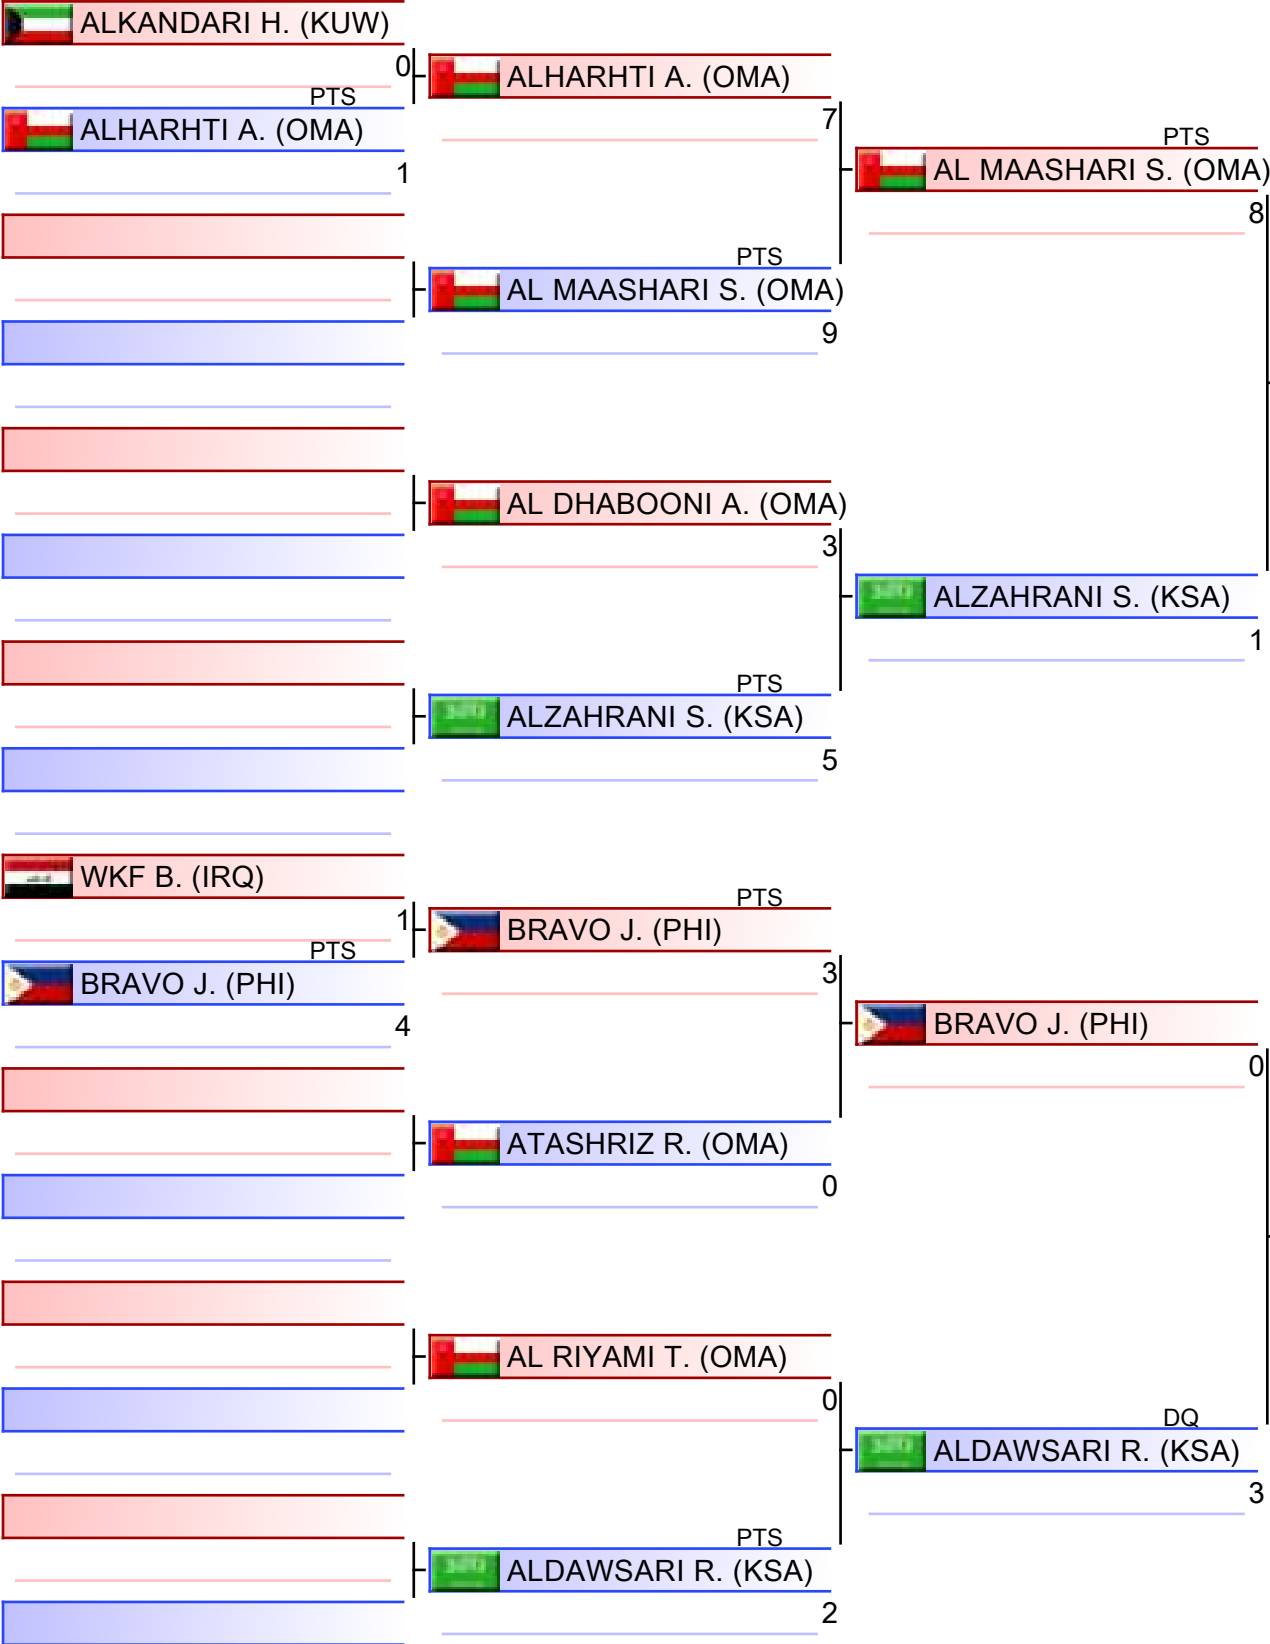 ALKANDARI H. (KUW)
0
PTS
ALHARHTI A. (OMA)
1
WKF B. (IRQ)
1
PTS
BRAVO J. (PHI)
4
ALHARHTI A. (OMA)
7
PTS
AL MAASHARI S. (OMA)
9
AL DHABOONI A. (OMA)
3
PTS
ALZAHRANI S. (KSA)
5
PTS
BRAVO J. (PHI)
3
ATASHRIZ R. (OMA)
0
AL RIYAMI T. (OMA)
0
PTS
ALDAWSARI R. (KSA)
2
PTS
AL MAASHARI S. (OMA)
8
ALZAHRANI S. (KSA)
1
BRAVO J. (PHI)
0
DQ
ALDAWSARI R. (KSA)
3